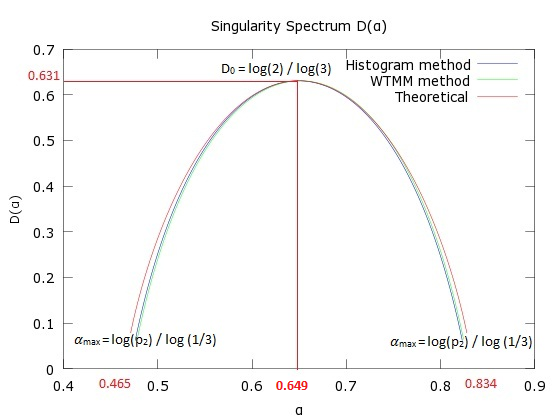 Singularity Spectrum D(α)
0.7
D₀ = log(2) / log(3)
Histogram method
WTMM method
Theoretical
0.631
0.6
0.5
0.4
D(α)
0.3
0.2
0.1
αmax = log(p₂) / log (1/3)
αmax = log(p₂) / log (1/3)
0
0.4
0.465
0.5
0.6
0.649
0.7
0.8
0.834
0.9
α